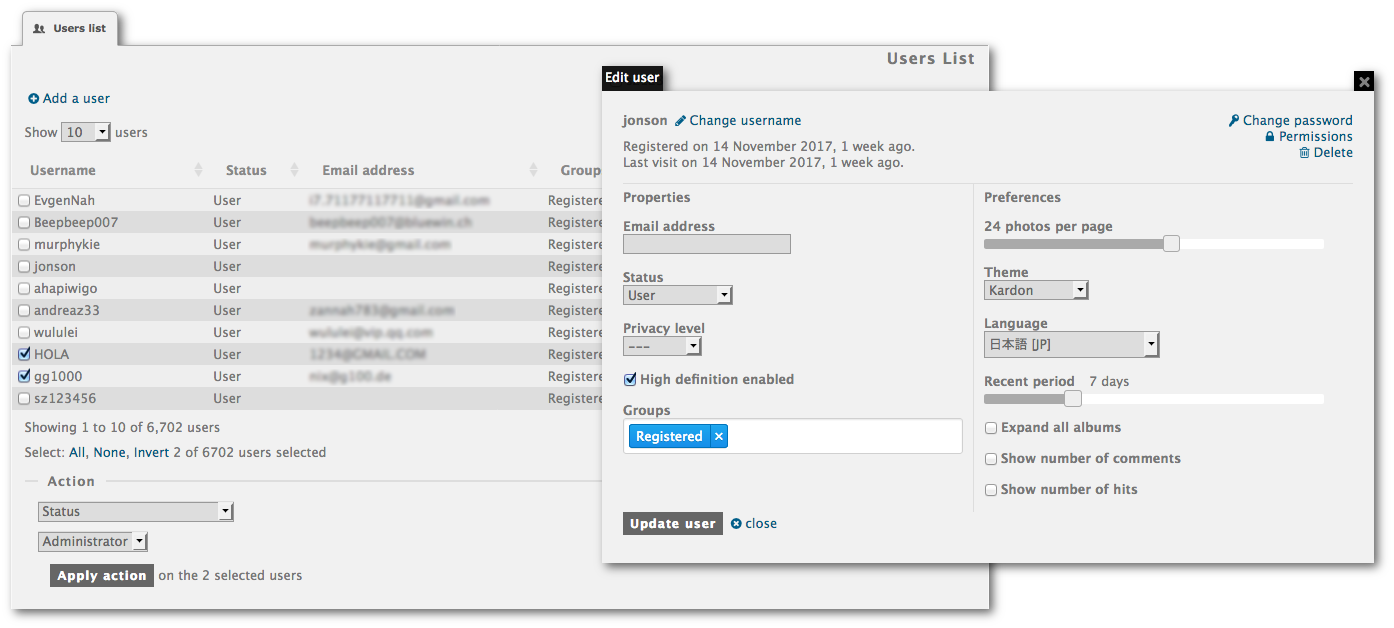 Users list
Users List
Add a user
Show 10 users
Username Status Email address Group
EvgenNah User Registere
Beepbeep007 User Registere
murphykie User Registere
jonson User Registere
ahapiwigo User Registere
andreaz33 User Registere
wululei User Registere
HOLA User Registere
gg1000 User Registere
sz123456 User Registere
Showing 1 to 10 of 6,702 users
Select: All, None, Invert 2 of 6702 users selected
Action
Status
Administrator
Apply action on the 2 selected users
Edit user
jonson Change username
Registered on 14 November 2017, 1 week ago.
Last visit on 14 November 2017, 1 week ago.
Change password
Permissions
Delete
Properties
Email address
Status
User
Privacy level
---
High definition enabled
Groups
Registered ×
Update user close
Preferences
24 photos per page
Theme
Kardon
Language
日本語 [JP]
Recent period 7 days
Expand all albums
Show number of comments
Show number of hits